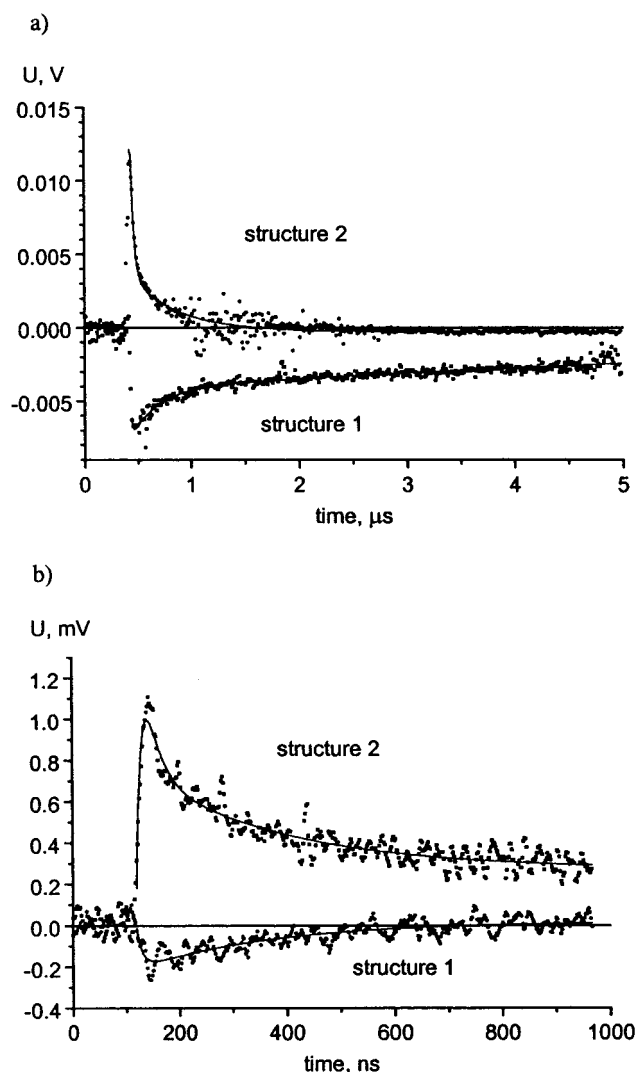 a)
U, V
0.015
0.010
structure 2
0.005
0.000
-0.005
structure 1
0 1 2 3 4 5
time, μs
b)
U, mV
1.2
1.0
structure 2
0.8
0.6
0.4
0.2
0.0
-0.2
structure 1
-0.4
0 200 400 600 800 1000
time, ns